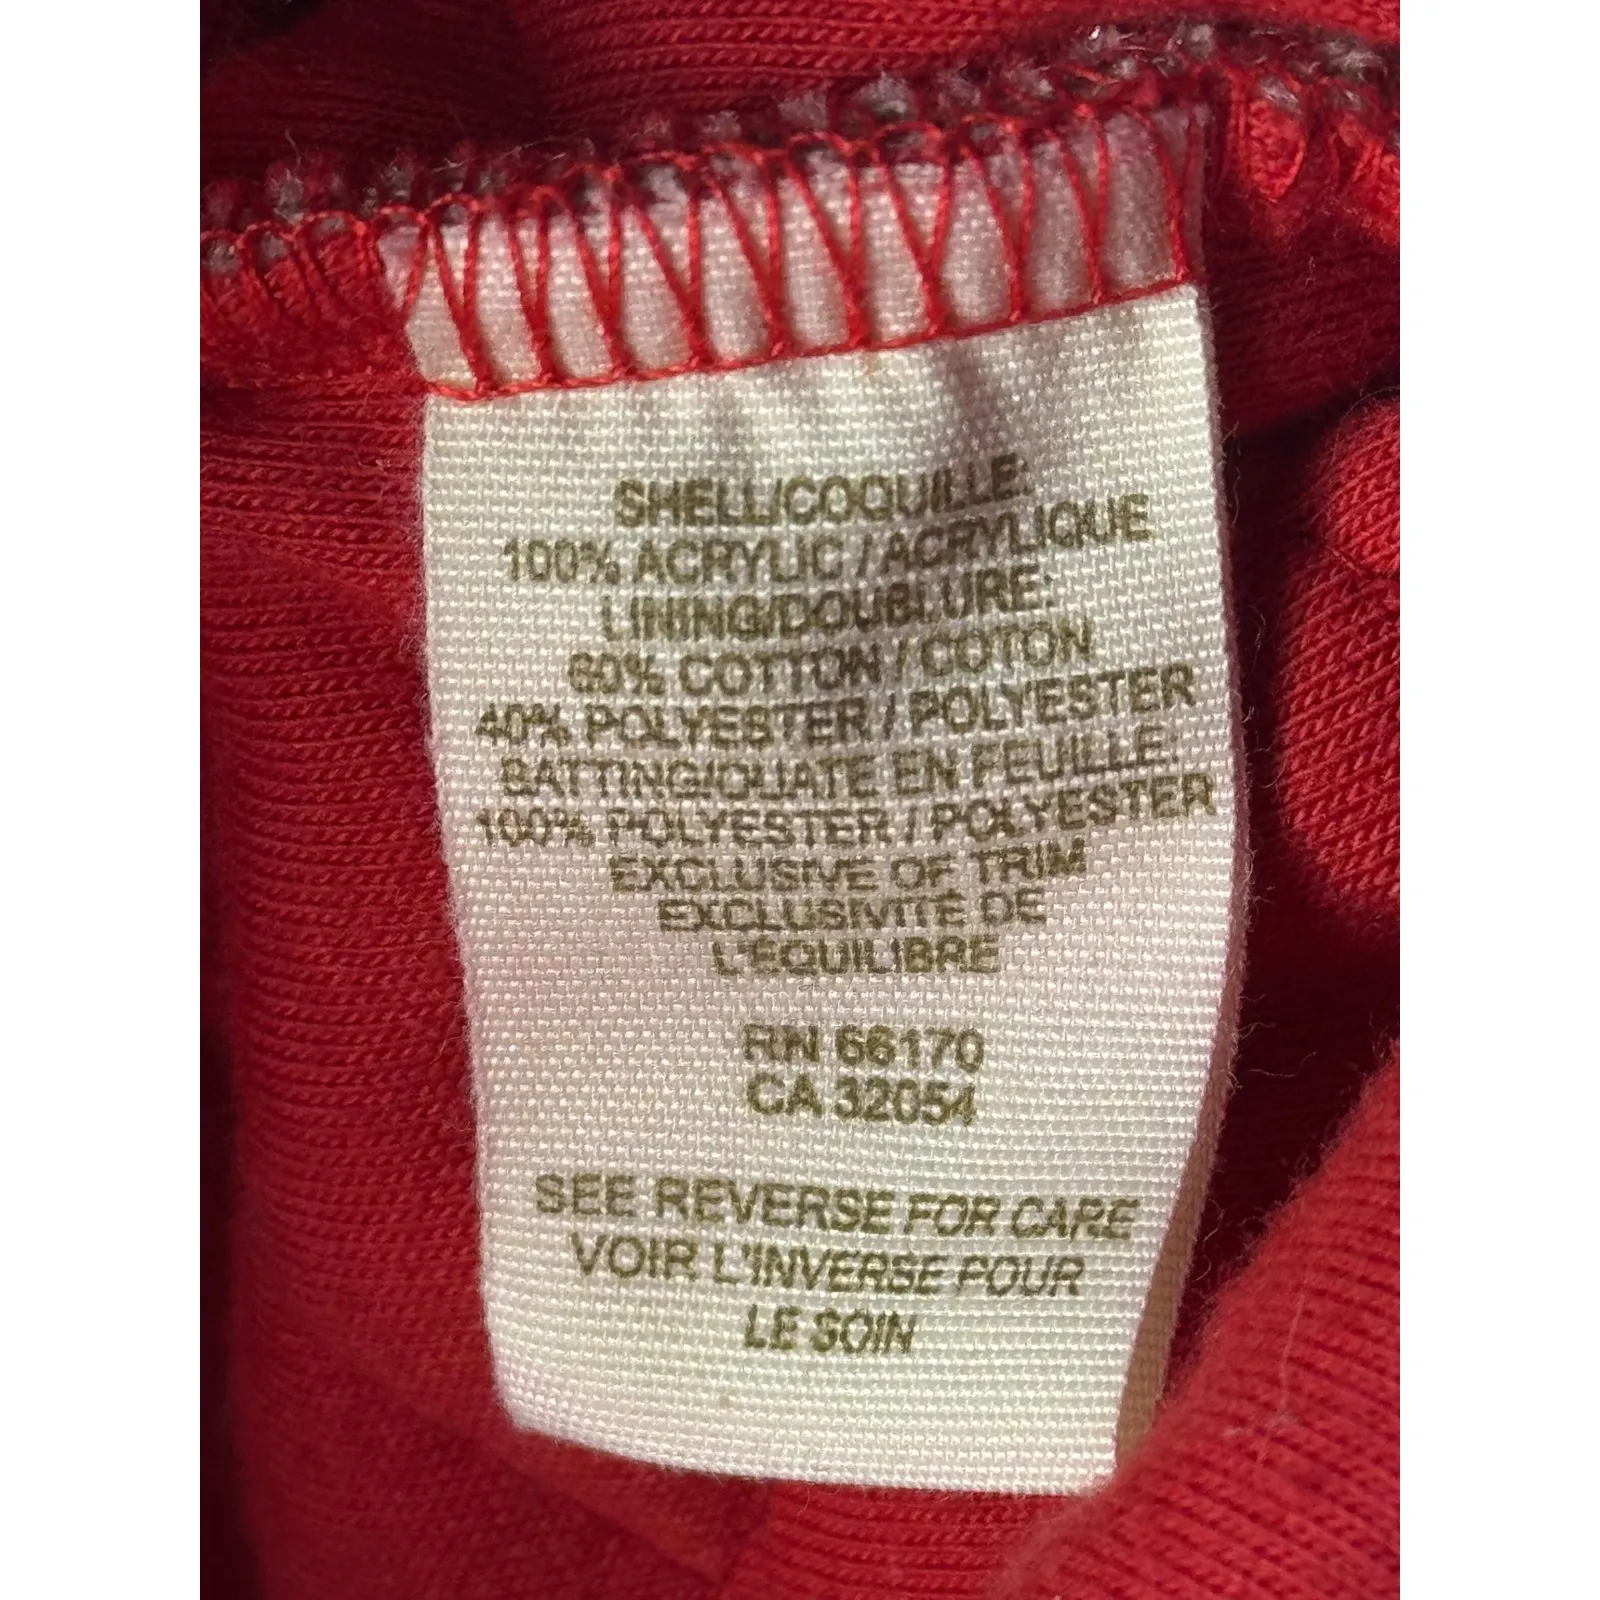 SHELL/COQUILLE:
100% ACRYLIC / ACRYLIQUE
LINING/DOUBLURE:
60% COTTON / COTON
40% POLYESTER / POLYESTER
BATTING/OUATE EN FEUILLE:
100% POLYESTER / POLYESTER
EXCLUSIVE OF TRIM
EXCLUSIVITÉ DE
L'ÉQUILIBRE
RN 66170
CA 32054
SEE REVERSE FOR CARE
VOIR L'INVERSE POUR
LE SOIN